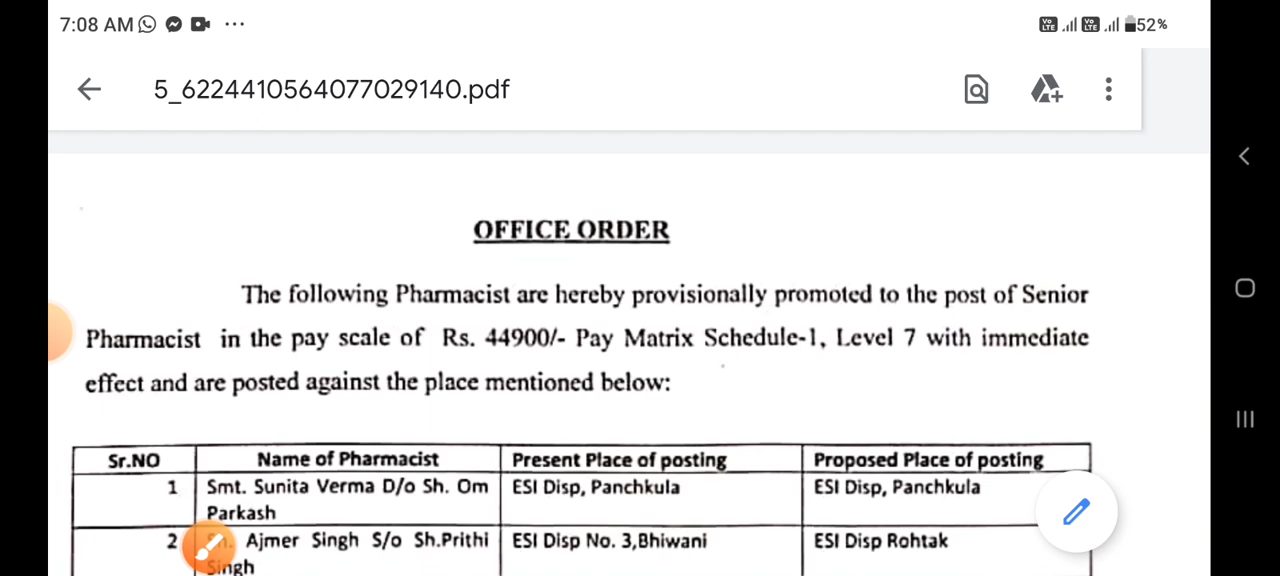 7:08 AM ... 52%
5_6224410564077029140.pdf
OFFICE ORDER
The following Pharmacist are hereby provisionally promoted to the post of Senior
Pharmacist in the pay scale of Rs. 44900/- Pay Matrix Schedule-1, Level 7 with immediate
effect and are posted against the place mentioned below:
Sr.NO Name of Pharmacist Present Place of posting Proposed Place of posting
1 Smt. Sunita Verma D/o Sh. Om ESI Disp, Panchkula ESI Disp, Panchkula
Parkash
2 Ajmer Singh S/o Sh.Prithi ESI Disp No. 3,Bhiwani ESI Disp Rohtak
Singh